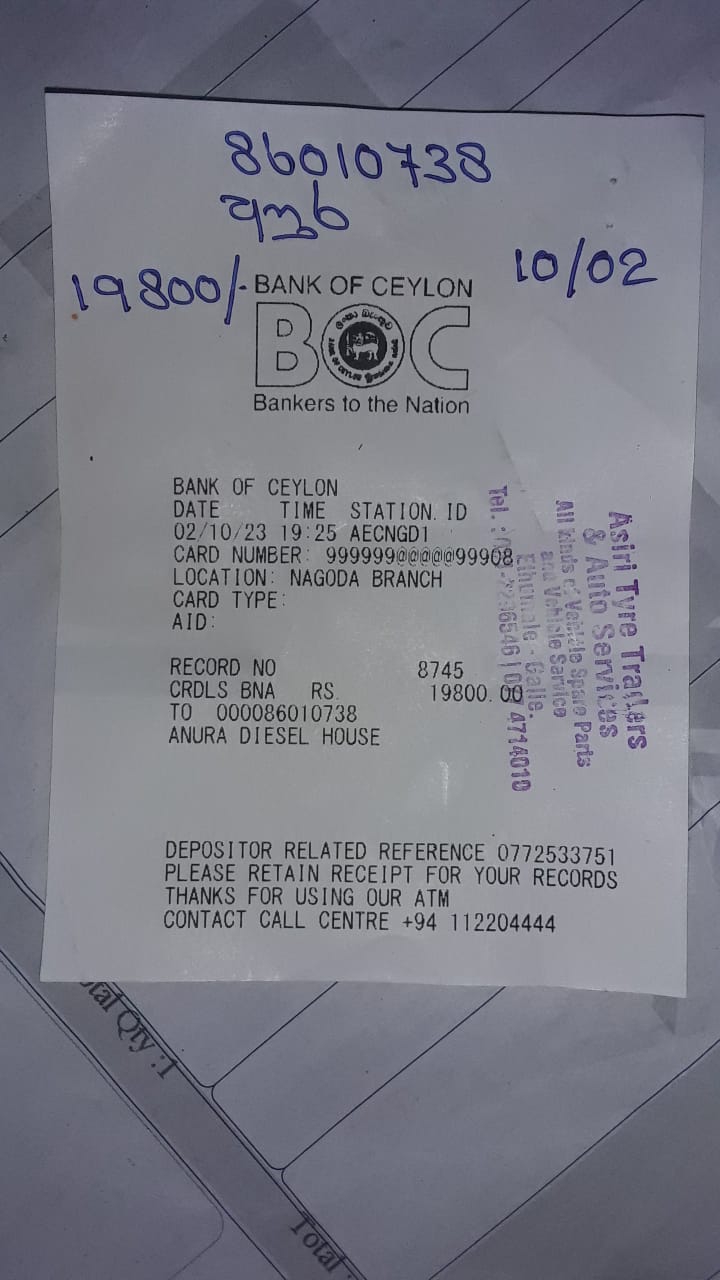 86010738
අනුර
19800/-
10/02
BANK OF CEYLON
BOC
Bankers to the Nation
BANK OF CEYLON
DATE TIME STATION. ID
02/10/23 19:25 AECNGD1
CARD NUMBER: 999999@@@@@99908
LOCATION: NAGODA BRANCH
CARD TYPE:
AID:
RECORD NO 8745
CRDLS BNA RS. 19800.00
TO 000086010738
ANURA DIESEL HOUSE
DEPOSITOR RELATED REFERENCE 0772533751
PLEASE RETAIN RECEIPT FOR YOUR RECORDS
THANKS FOR USING OUR ATM
CONTACT CALL CENTRE +94 112204444
Asiri Tyre Traders
& Auto Services
All kinds of Vehicle Spare Parts
and Vehicle Service
Galle.
Tel. : 4714010
Total Qty :1
Total